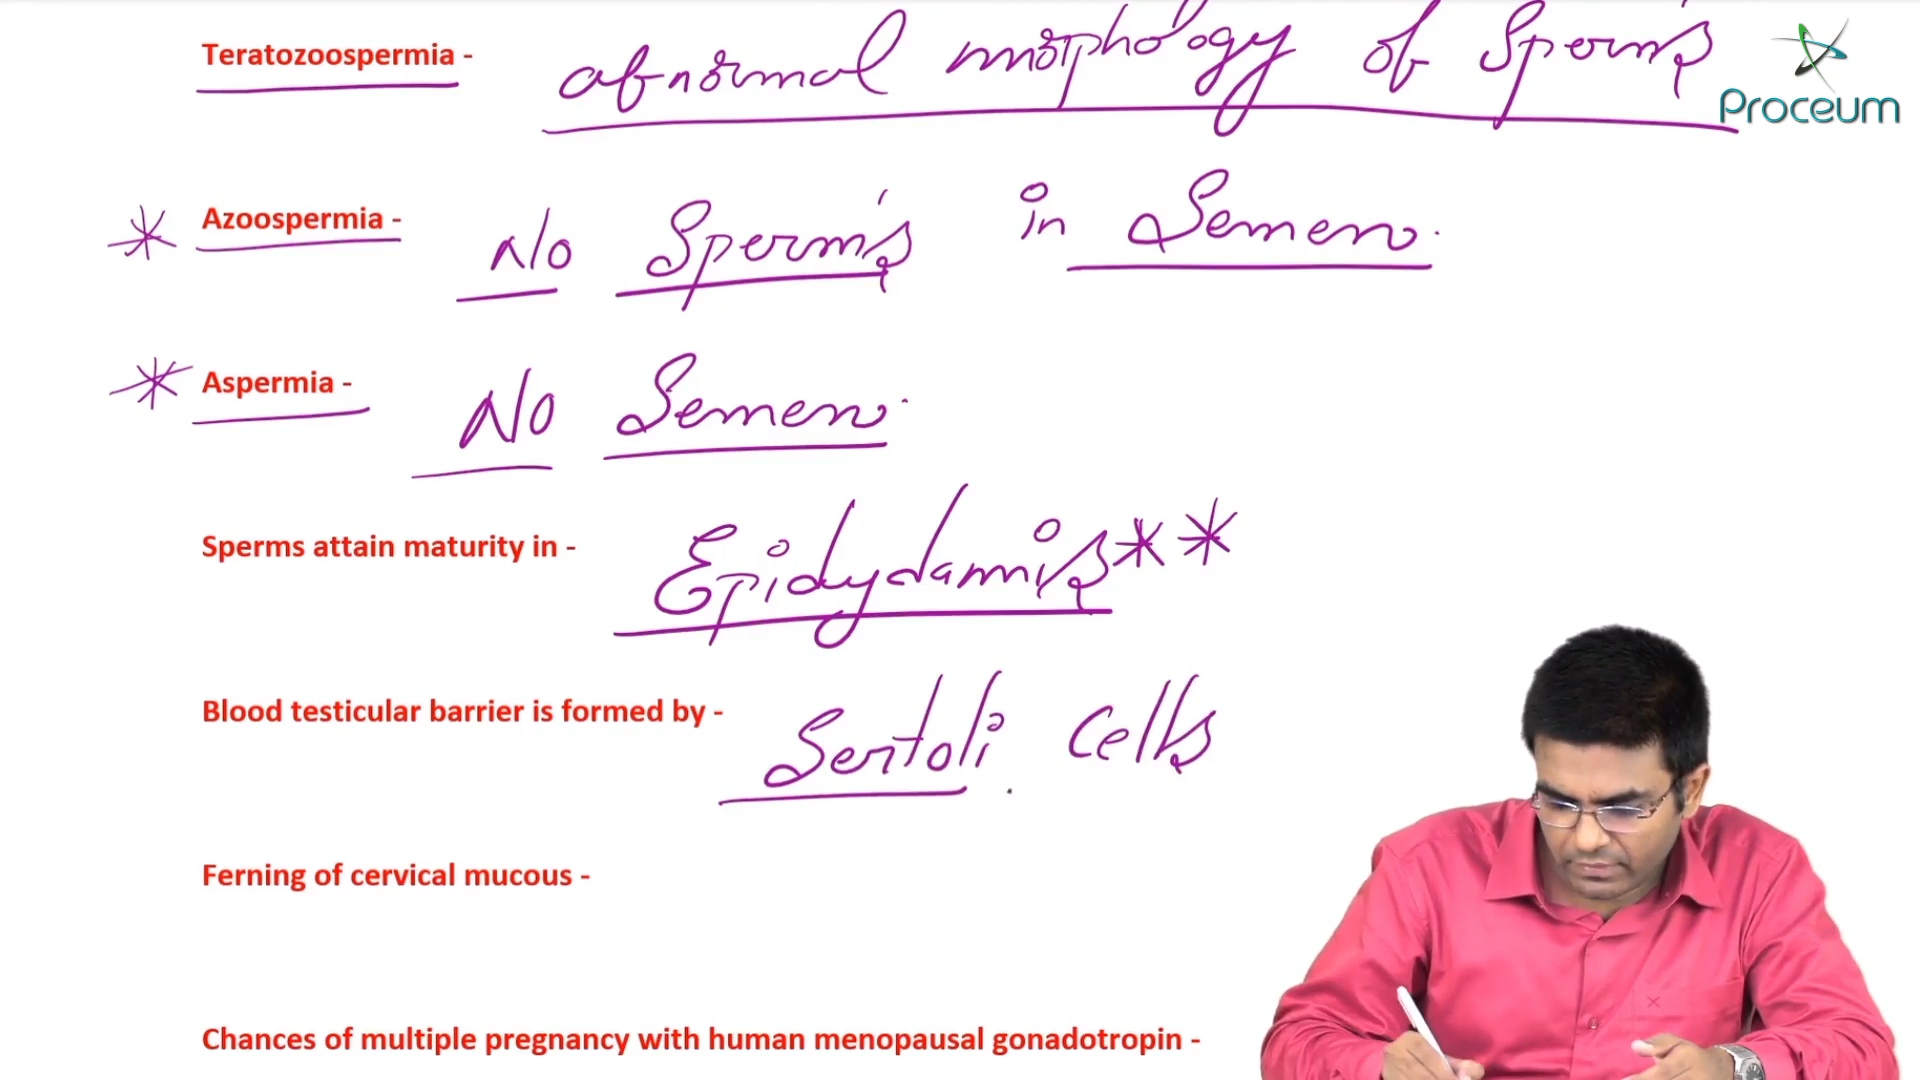 Teratozoospermia - abnormal morphology of Sperms
Proceum
Azoospermia - No Sperms in Semen.
Aspermia - No Semen.
Sperms attain maturity in - Epidydamis
Blood testicular barrier is formed by - Sertoli cells
Ferning of cervical mucous -
Chances of multiple pregnancy with human menopausal gonadotropin -